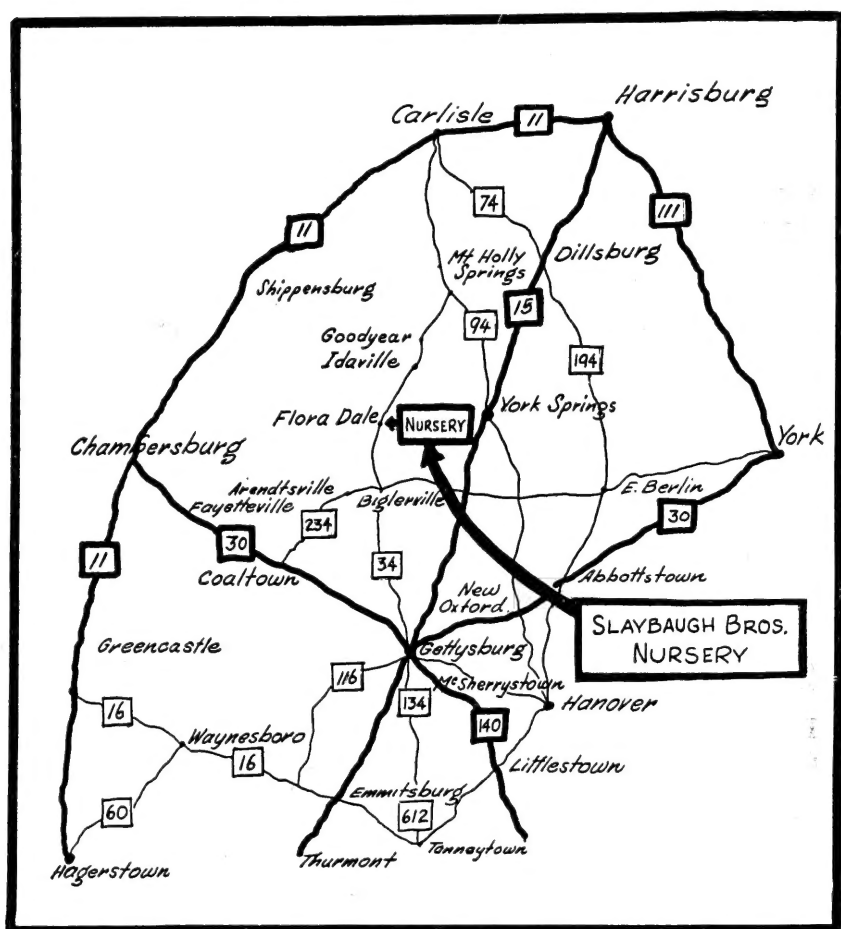 Harrisburg
Carlisle
11
74
111
11
Mt Holly
Springs
Dillsburg
Shippensburg
15
94
Goodyear
Idaville
194
Flora Dale
NURSERY
York Springs
Chambersburg
York
Arendtsville
Fayetteville
Biglerville
E. Berlin
234
30
30
34
11
Coaltown
New
Oxford.
Abbottstown
SLAYBAUGH BROS.
NURSERY
Greencastle
Gettysburg
116
McSherrystown
134
Hanover
16
140
Waynesboro
16
Littlestown
Emmitsburg
60
612
Hagerstown
Thurmont
Tanneytown